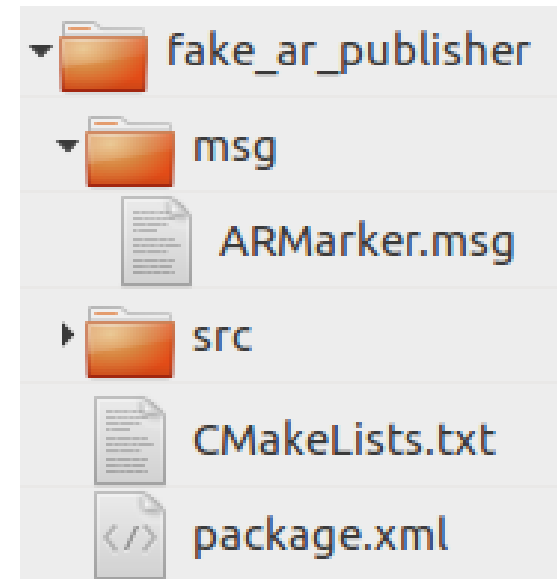 fake_ar_publisher
msg
ARMarker.msg
src
CMakeLists.txt
package.xml